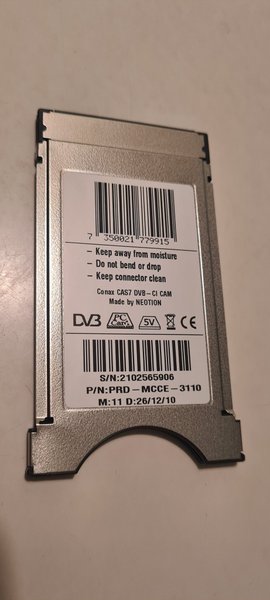 7 350021 779915
– Keep away from moisture
– Do not bend or drop
– Keep connector clean
Conax CAS7 DVB–CI CAM
Made by NEOTION
DVB PC Card 5V CE
S/N:2102565906
P/N:PRD–MCCE–3110
M:11 D:26/12/10